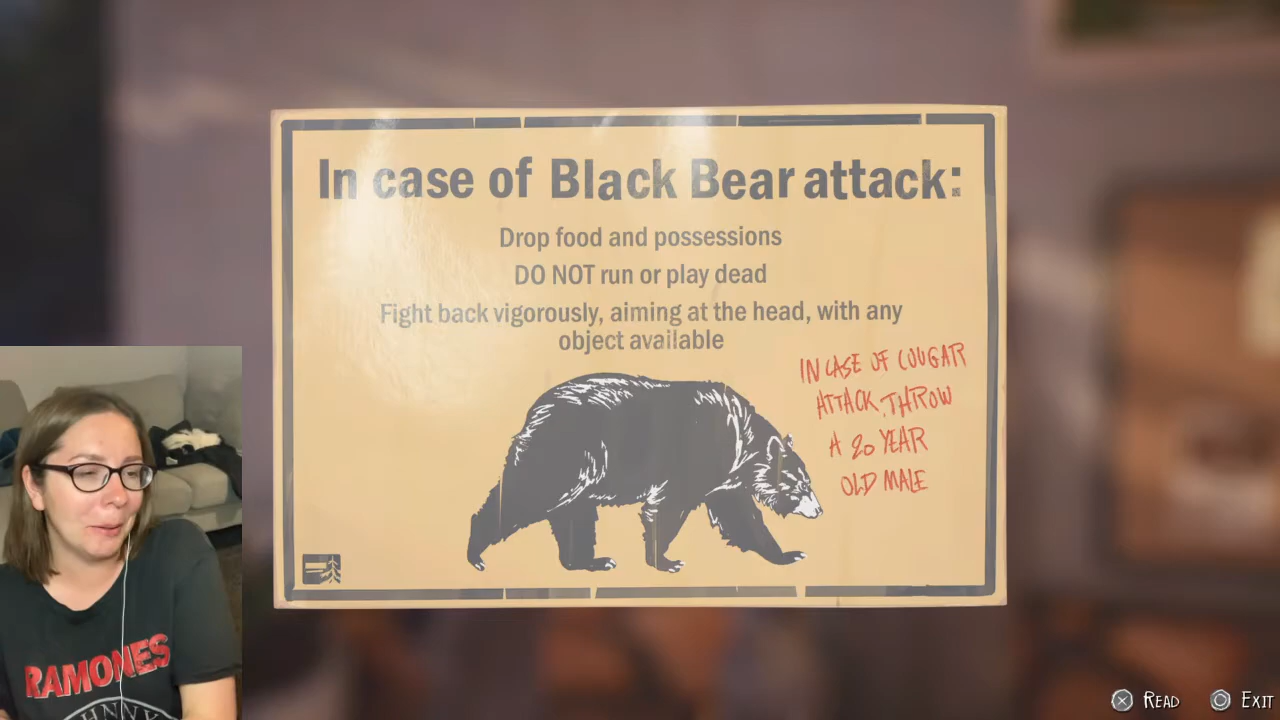 In case of Black Bear attack:
Drop food and possessions
DO NOT run or play dead
Fight back vigorously, aiming at the head, with any
object available
IN CASE OF COUGAR
ATTACK, THROW
A 20 YEAR
OLD MALE
RAMONES
JOHNNY
READ
EXIT